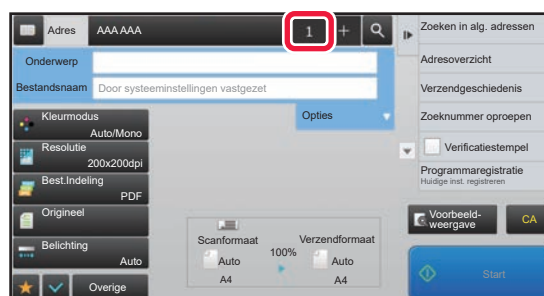 Adres
AAA AAA
1
+
Zoeken in alg. adressen
Onderwerp
Adresoverzicht
Bestandsnaam
Door systeeminstellingen vastgezet
Verzendgeschiedenis
Opties
Zoeknummer oproepen
Kleurmodus
Auto/Mono
Verificatiestempel
Resolutie
200x200dpi
Programmaregistratie
Huidige inst. registreren
Best.Indeling
PDF
Origineel
Voorbeeld-
weergave
CA
Belichting
Auto
Scanformaat
Auto
A4
100%
Verzendformaat
Auto
A4
Start
Overige